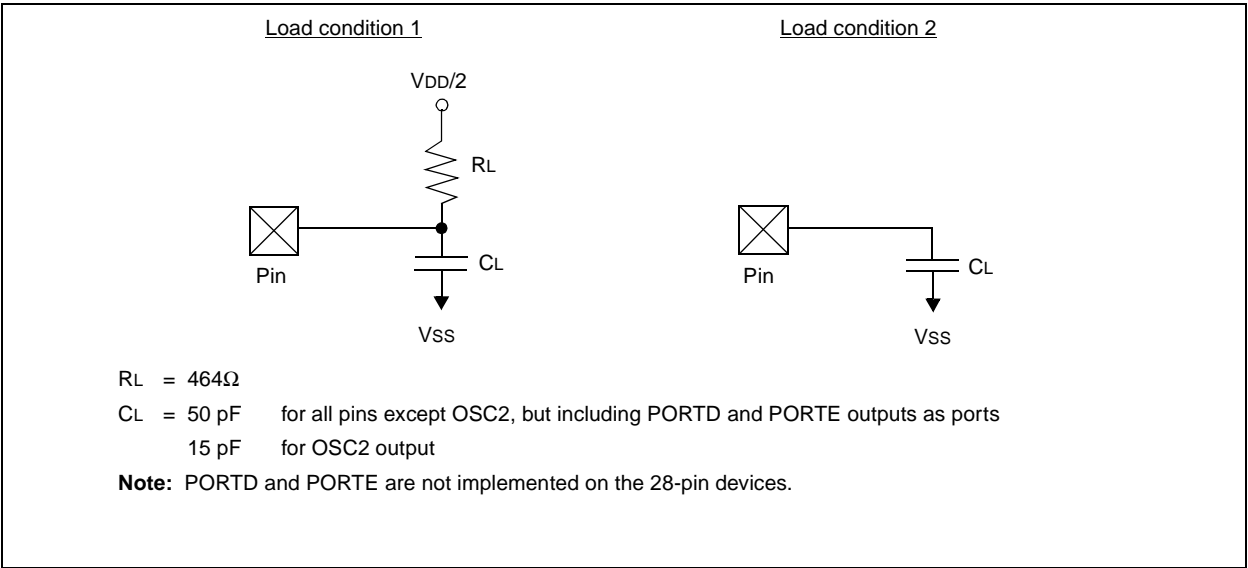 Load condition 1
Load condition 2
VDD/2
RL
Pin
CL
VSS
Pin
CL
VSS
RL = 464Ω
CL = 50 pF for all pins except OSC2, but including PORTD and PORTE outputs as ports
15 pF for OSC2 output
Note: PORTD and PORTE are not implemented on the 28-pin devices.